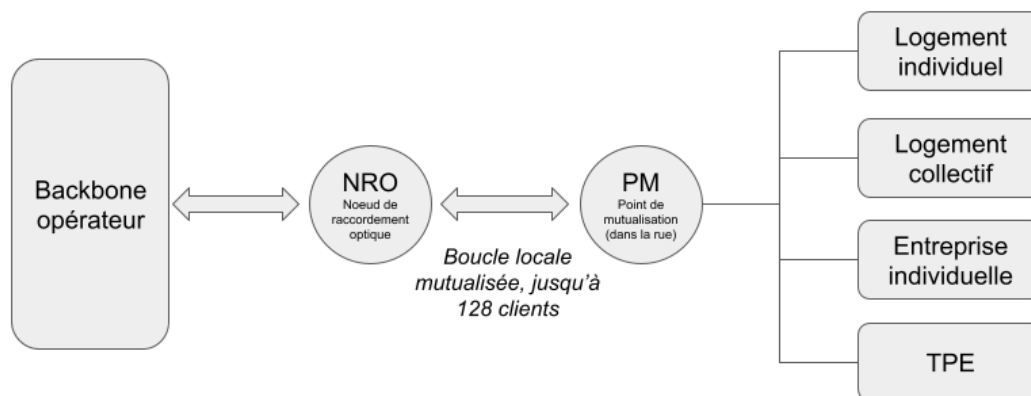 Backbone
opérateur
NRO
Noeud de
raccordement
optique
Boucle locale
mutualisée, jusqu'à
128 clients
PM
Point de
mutualisation
(dans la rue)
Logement
individuel
Logement
collectif
Entreprise
individuelle
TPE